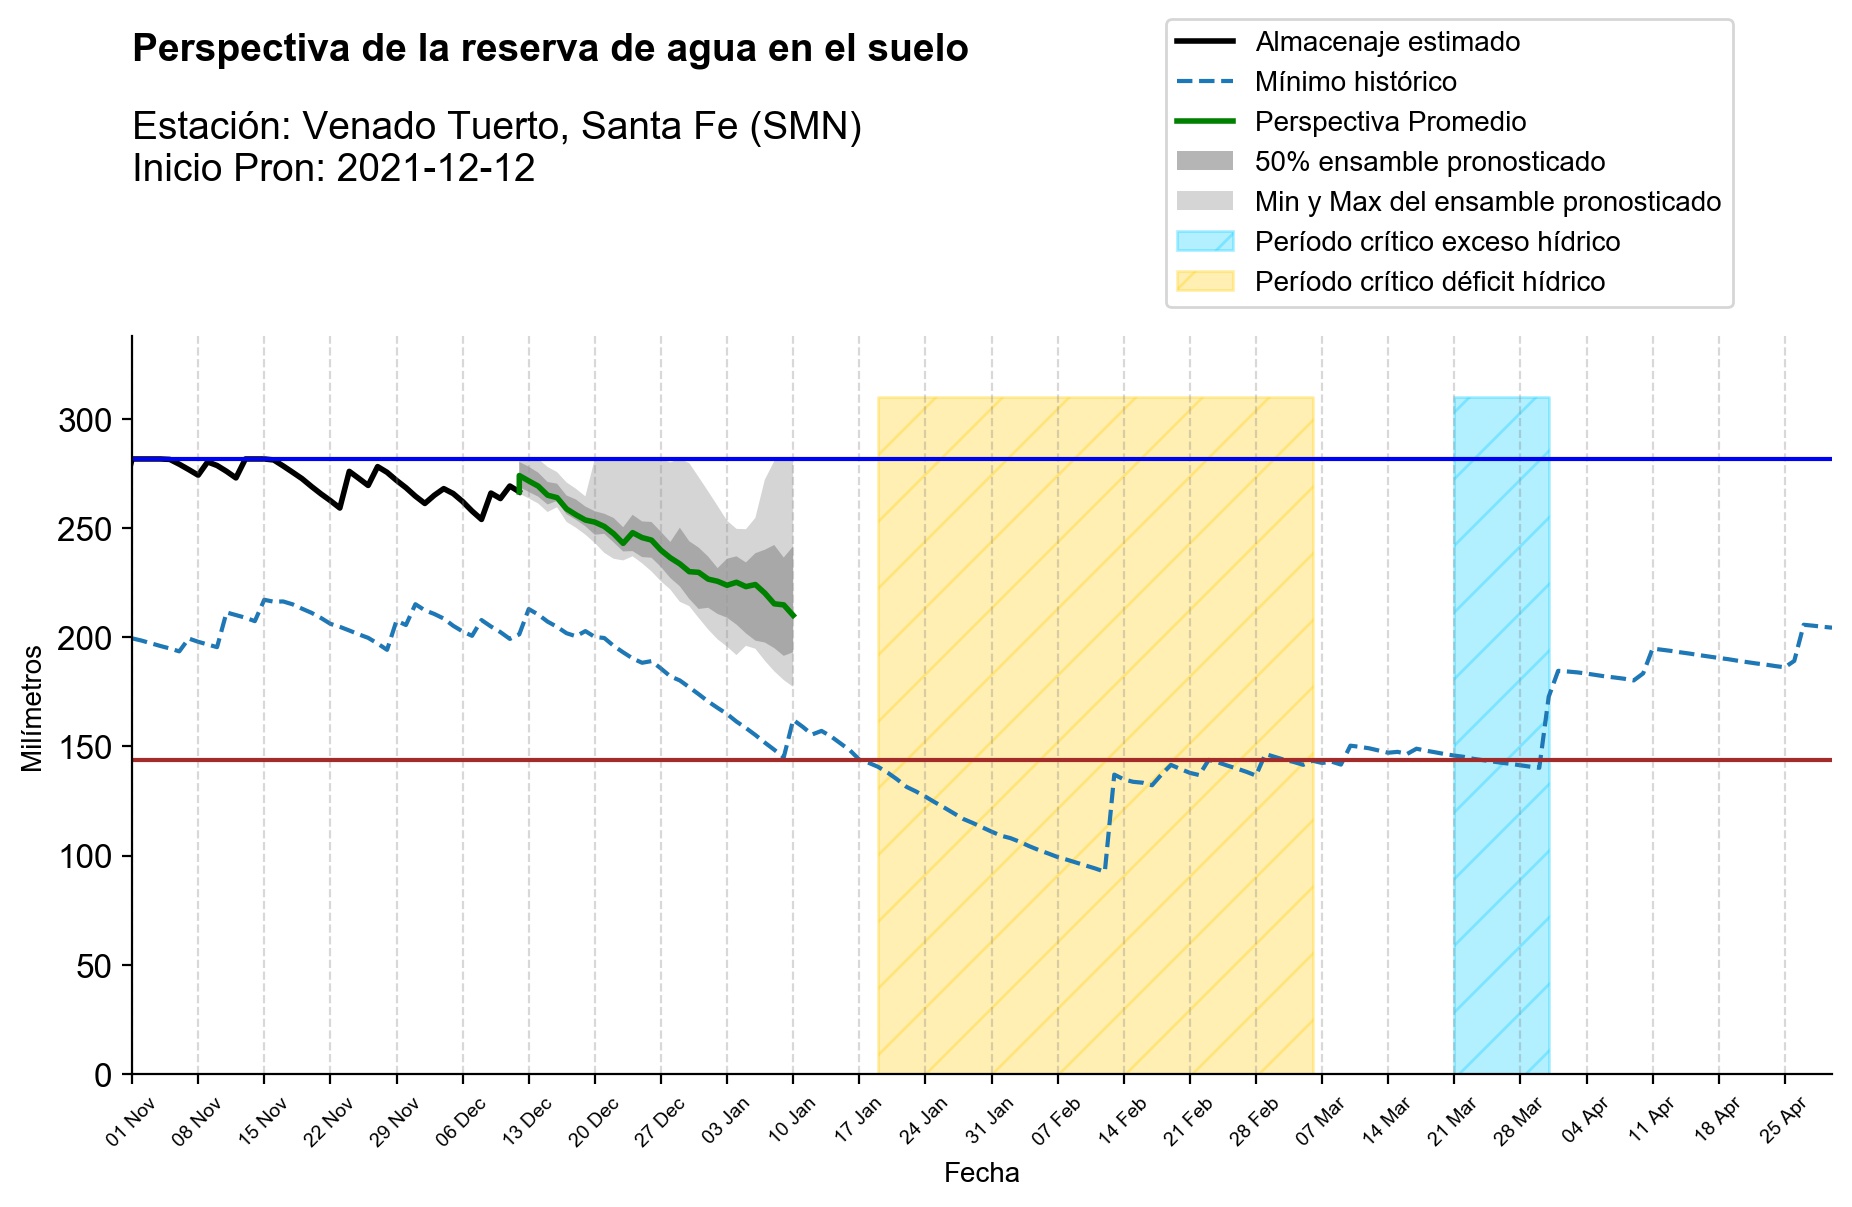 Perspectiva de la reserva de agua en el suelo
Estación: Venado Tuerto, Santa Fe (SMN)
Inicio Pron: 2021-12-12
Almacenaje estimado
Mínimo histórico
Perspectiva Promedio
50% ensamble pronosticado
Min y Max del ensamble pronosticado
Período crítico exceso hídrico
Período crítico déficit hídrico
Milímetros
300
250
200
150
100
50
0
01 Nov
08 Nov
15 Nov
22 Nov
29 Nov
06 Dec
13 Dec
20 Dec
27 Dec
03 Jan
10 Jan
17 Jan
24 Jan
31 Jan
07 Feb
14 Feb
21 Feb
28 Feb
07 Mar
14 Mar
21 Mar
28 Mar
04 Apr
11 Apr
18 Apr
25 Apr
Fecha